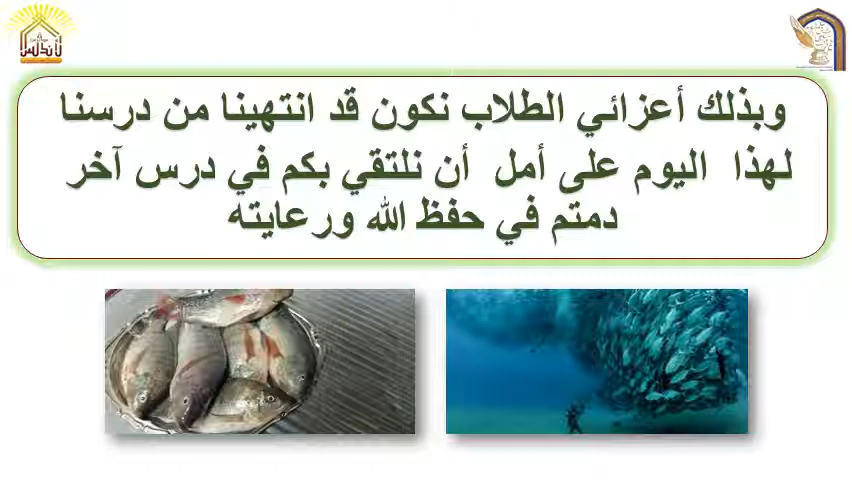 وبذلك أعزائي الطلاب نكون قد انتهينا من درسنا
لهذا اليوم على أمل أن نلتقي بكم في درس آخر
دمتم في حفظ الله ورعايته